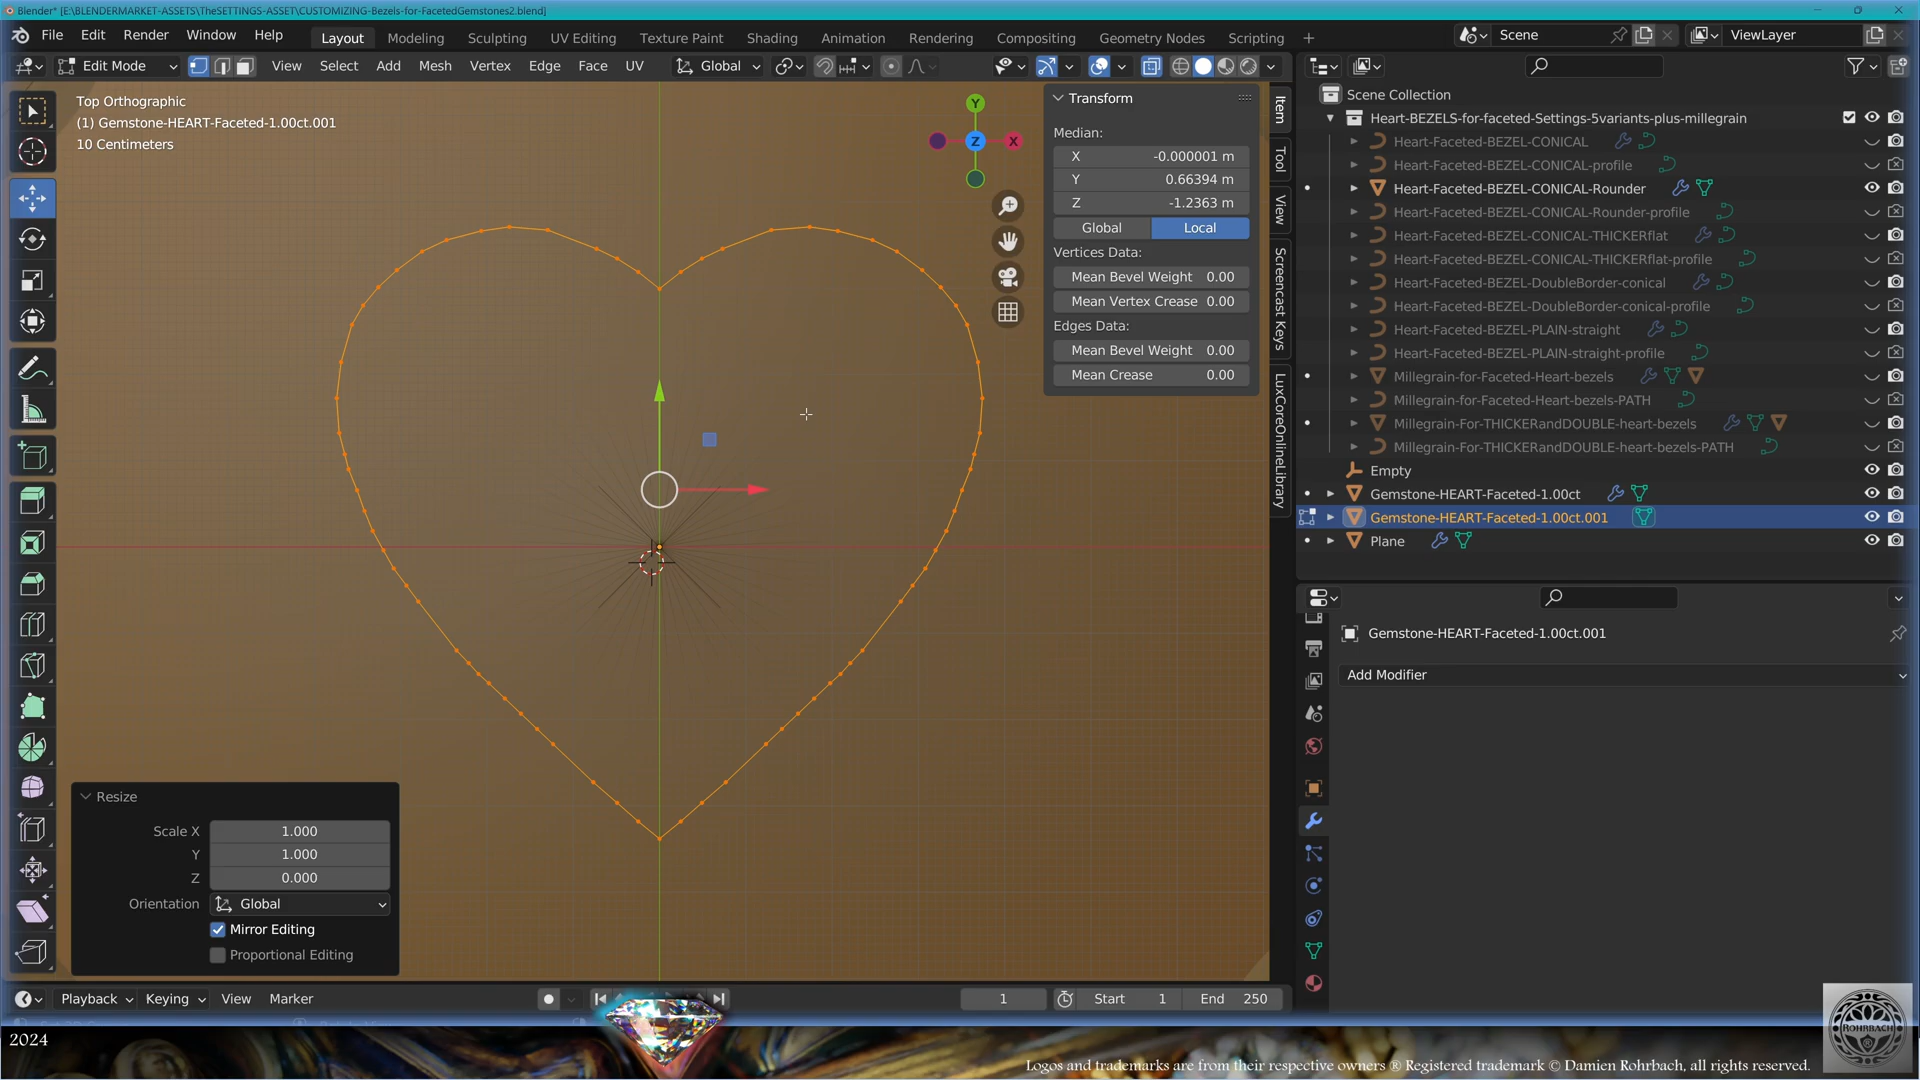 Blender* [E:\BLENDERMARKET-ASSETS\TheSETTINGS-ASSET\CUSTOMIZING-Bezels-for-FacetedGemstones2.blend]
File Edit Render Window Help Layout Modeling Sculpting UV Editing Texture Paint Shading Animation Rendering Compositing Geometry Nodes Scripting + Scene ViewLayer
Edit Mode View Select Add Mesh Vertex Edge Face UV Global
Top Orthographic
(1) Gemstone-HEART-Faceted-1.00ct.001
10 Centimeters
Y
Z
X
Transform
Median:
X -0.000001 m
Y 0.66394 m
Z -1.2363 m
Global Local
Vertices Data:
Mean Bevel Weight 0.00
Mean Vertex Crease 0.00
Edges Data:
Mean Bevel Weight 0.00
Mean Crease 0.00
Item
Tool
View
Screencast Keys
LuxCoreOnlineLibrary
Scene Collection
Heart-BEZELS-for-faceted-Settings-5variants-plus-millegrain
Heart-Faceted-BEZEL-CONICAL
Heart-Faceted-BEZEL-CONICAL-profile
Heart-Faceted-BEZEL-CONICAL-Rounder
Heart-Faceted-BEZEL-CONICAL-Rounder-profile
Heart-Faceted-BEZEL-CONICAL-THICKERflat
Heart-Faceted-BEZEL-CONICAL-THICKERflat-profile
Heart-Faceted-BEZEL-DoubleBorder-conical
Heart-Faceted-BEZEL-DoubleBorder-conical-profile
Heart-Faceted-BEZEL-PLAIN-straight
Heart-Faceted-BEZEL-PLAIN-straight-profile
Millegrain-for-Faceted-Heart-bezels
Millegrain-for-Faceted-Heart-bezels-PATH
Millegrain-For-THICKERandDOUBLE-heart-bezels
Millegrain-For-THICKERandDOUBLE-heart-bezels-PATH
Empty
Gemstone-HEART-Faceted-1.00ct
Gemstone-HEART-Faceted-1.00ct.001
Plane
Gemstone-HEART-Faceted-1.00ct.001
Add Modifier
Resize
Scale X 1.000
Y 1.000
Z 0.000
Orientation Global
Mirror Editing
Proportional Editing
Playback Keying View Marker 1 Start 1 End 250
2024
ROHRBACH
®
Logos and trademarks are from their respective owners ® Registered trademark © Damien Rohrbach, all rights reserved.